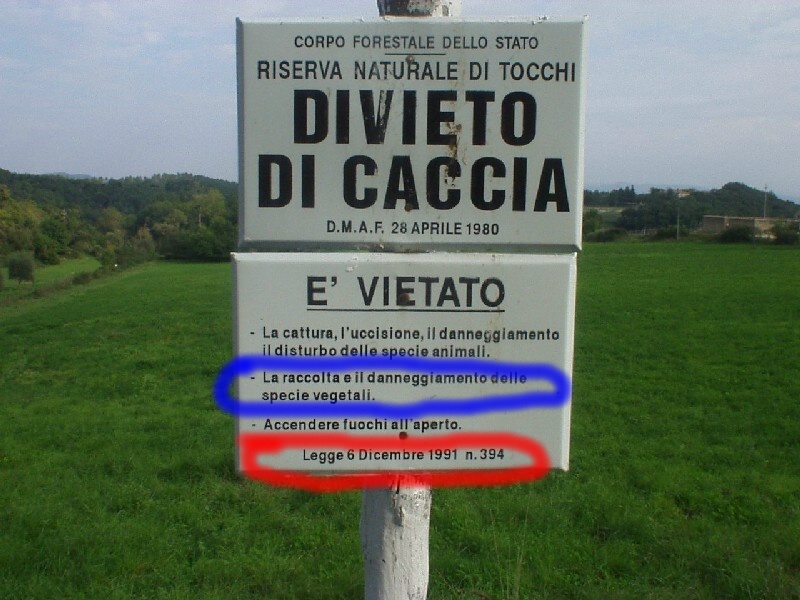 CORPO FORESTALE DELLO STATO
RISERVA NATURALE DI TOCCHI
DIVIETO
DI CACCIA
D.M.A.F. 28 APRILE 1980
E' VIETATO
- La cattura, l'uccisione, il danneggiamento
il disturbo delle specie animali.
- La raccolta e il danneggiamento delle
specie vegetali.
- Accendere fuochi all'aperto.
Legge 6 Dicembre 1991 n. 394